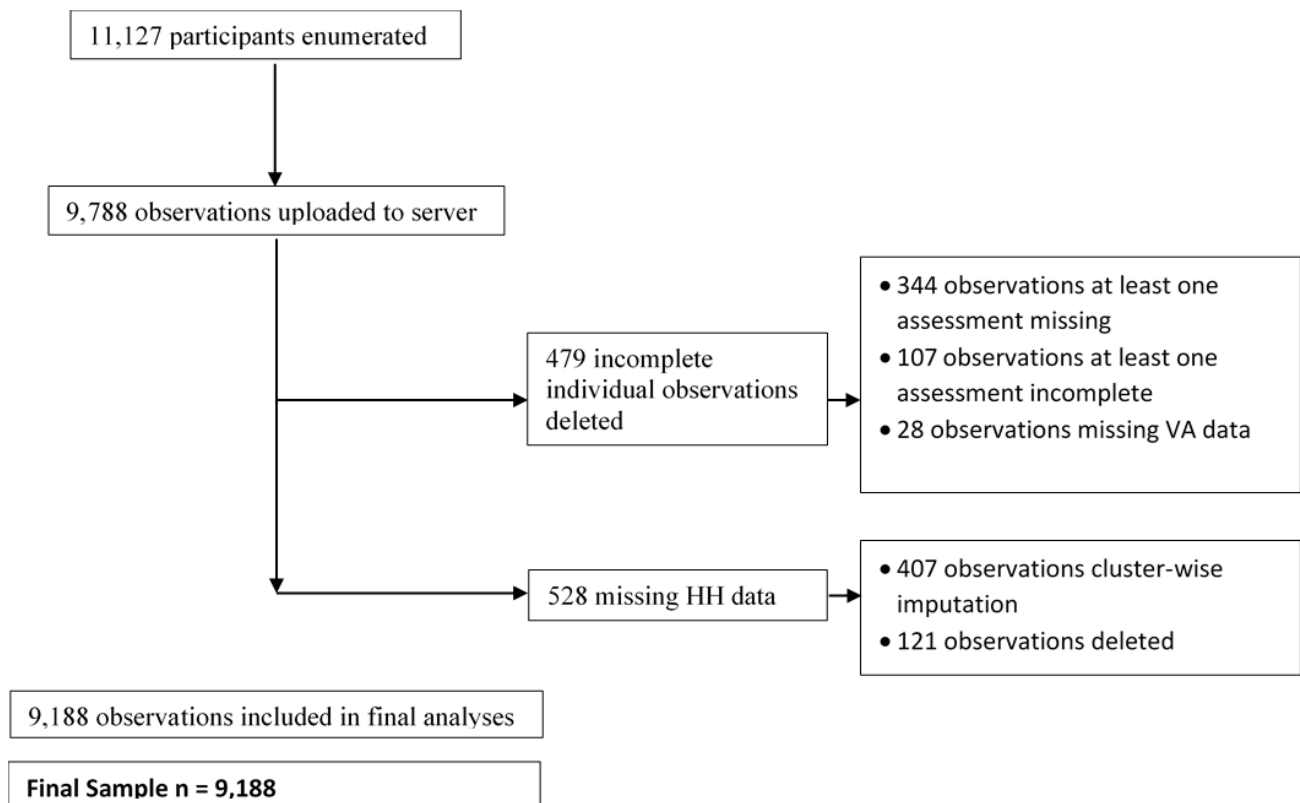 11,127 participants enumerated
9,788 observations uploaded to server
479 incomplete
individual observations
deleted
• 344 observations at least one
assessment missing
• 107 observations at least one
assessment incomplete
• 28 observations missing VA data
528 missing HH data
• 407 observations cluster-wise
imputation
• 121 observations deleted
9,188 observations included in final analyses
Final Sample n = 9,188